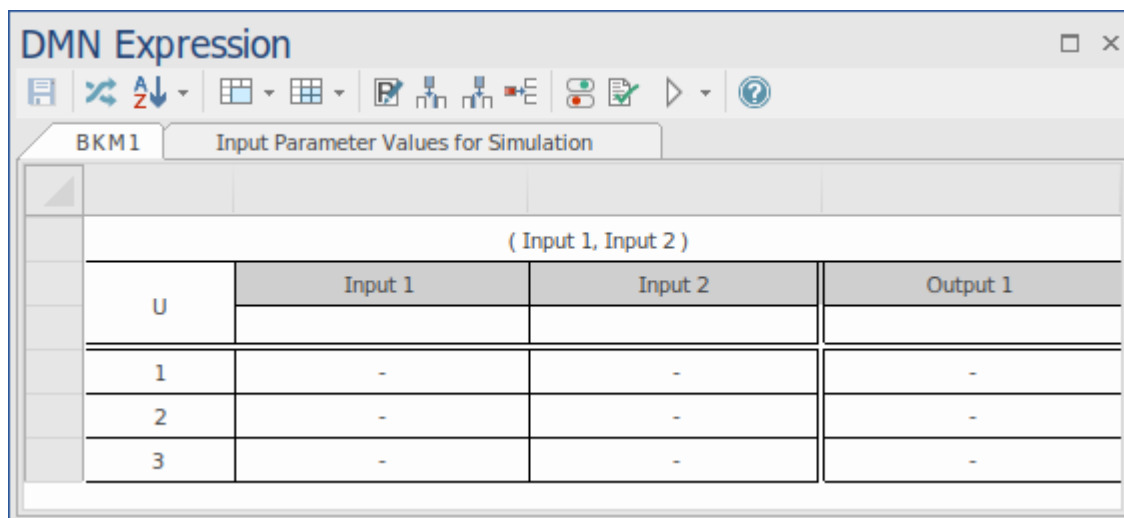 DMN Expression
BKM1 Input Parameter Values for Simulation
( Input 1, Input 2 )
U Input 1 Input 2 Output 1
1 - - -
2 - - -
3 - - -